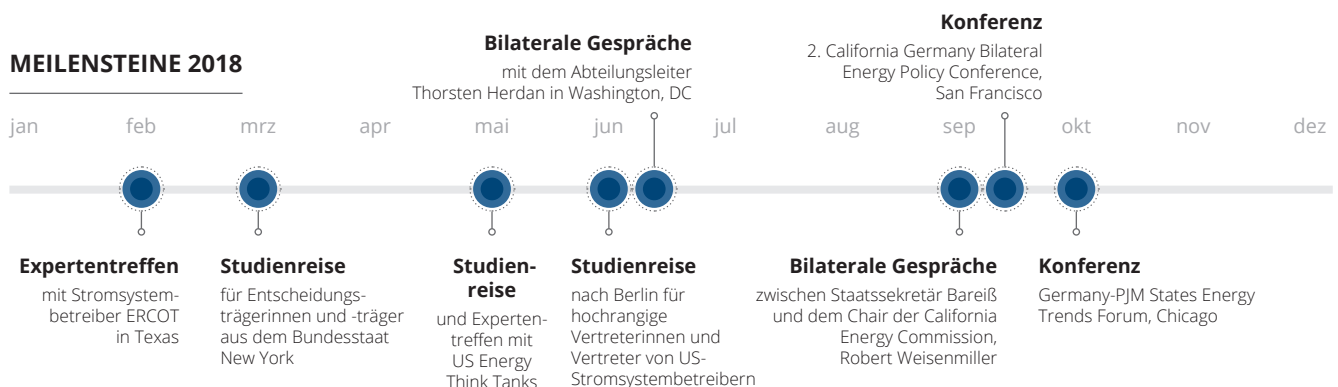 MEILENSTEINE 2018
Bilaterale Gespräche
mit dem Abteilungsleiter
Thorsten Herdan in Washington, DC
Konferenz
2. California Germany Bilateral
Energy Policy Conference,
San Francisco
jan feb mrz apr mai jun jul aug sep okt nov dez
Expertentreffen
mit Stromsystem-
betreiber ERCOT
in Texas
Studienreise
für Entscheidungs-
trägerinnen und -träger
aus dem Bundesstaat
New York
Studien-
reise
und Experten-
treffen mit
US Energy
Think Tanks
Studienreise
nach Berlin für
hochrangige
Vertreterinnen und
Vertreter von US-
Stromsystembetreibern
Bilaterale Gespräche
zwischen Staatssekretär Bareiß
und dem Chair der California
Energy Commission,
Robert Weisenmiller
Konferenz
Germany-PJM States Energy
Trends Forum, Chicago